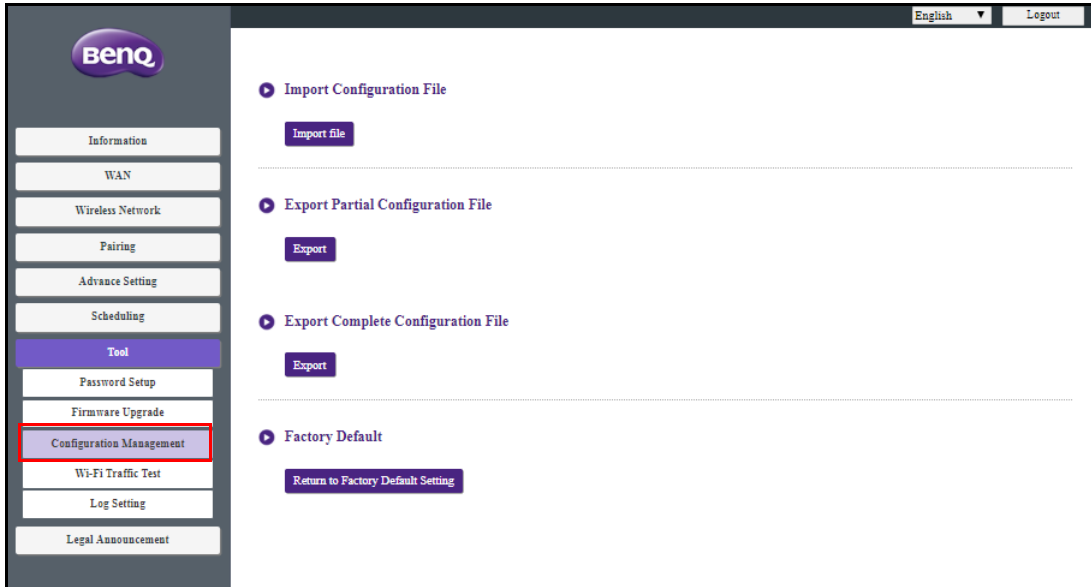 English ▼
Logout
BenQ
Information
WAN
Wireless Network
Pairing
Advance Setting
Scheduling
Tool
Password Setup
Firmware Upgrade
Configuration Management
Wi-Fi Traffic Test
Log Setting
Legal Announcement
Import Configuration File
Import file
Export Partial Configuration File
Export
Export Complete Configuration File
Export
Factory Default
Return to Factory Default Setting